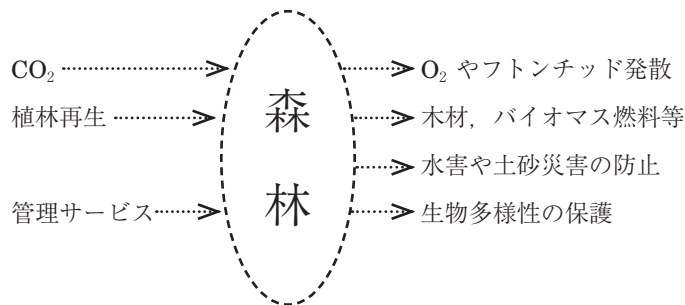 CO₂
植林再生
管理サービス
森林
O₂ やフトンチッド発散
木材，バイオマス燃料等
水害や土砂災害の防止
生物多様性の保護